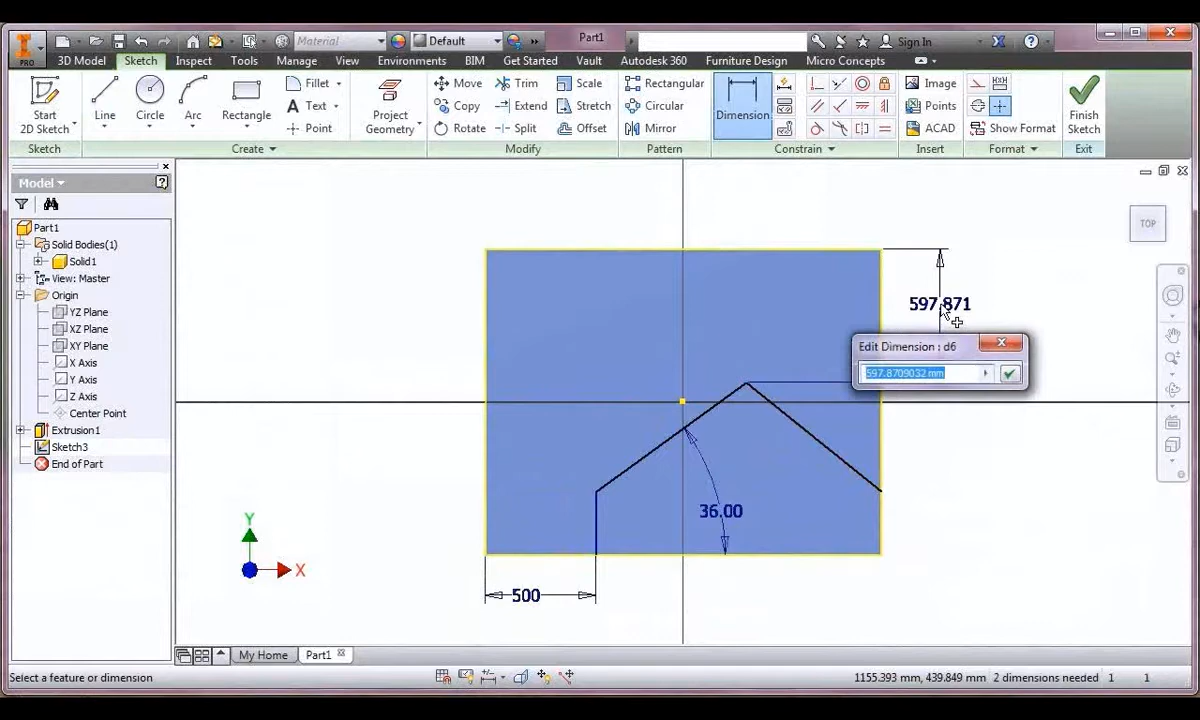 Material Default Part1 Sign In
PRO 3D Model Sketch Inspect Tools Manage View Environments BIM Get Started Vault Autodesk 360 Furniture Design Micro Concepts
Start 2D Sketch
Line
Circle
Arc
Rectangle
Fillet
Text
Point
Project Geometry
Move
Copy
Rotate
Trim
Extend
Split
Scale
Stretch
Offset
Rectangular
Circular
Mirror
Dimension
Image
Points
ACAD
Show Format
Finish Sketch
Sketch Create Modify Pattern Constrain Insert Format Exit
Model
Part1
Solid Bodies(1)
Solid1
View: Master
Origin
YZ Plane
XZ Plane
XY Plane
X Axis
Y Axis
Z Axis
Center Point
Extrusion1
Sketch3
End of Part
TOP
597.871
Edit Dimension : d6
597.8709032 mm
36.00
500
Y
X
My Home Part1
Select a feature or dimension 1155.393 mm, 439.849 mm 2 dimensions needed 1 1